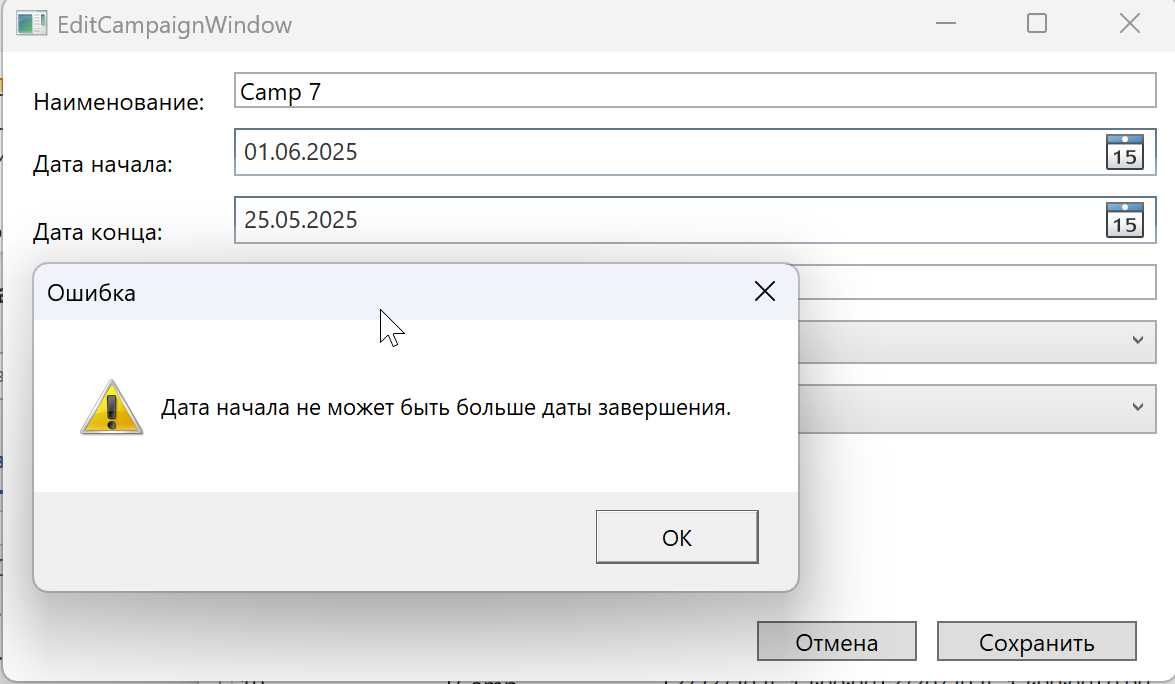 EditCampaignWindow
Наименование:
Camp 7
Дата начала:
01.06.2025
15
Дата конца:
25.05.2025
15
Ошибка
Дата начала не может быть больше даты завершения.
OK
Отмена
Сохранить